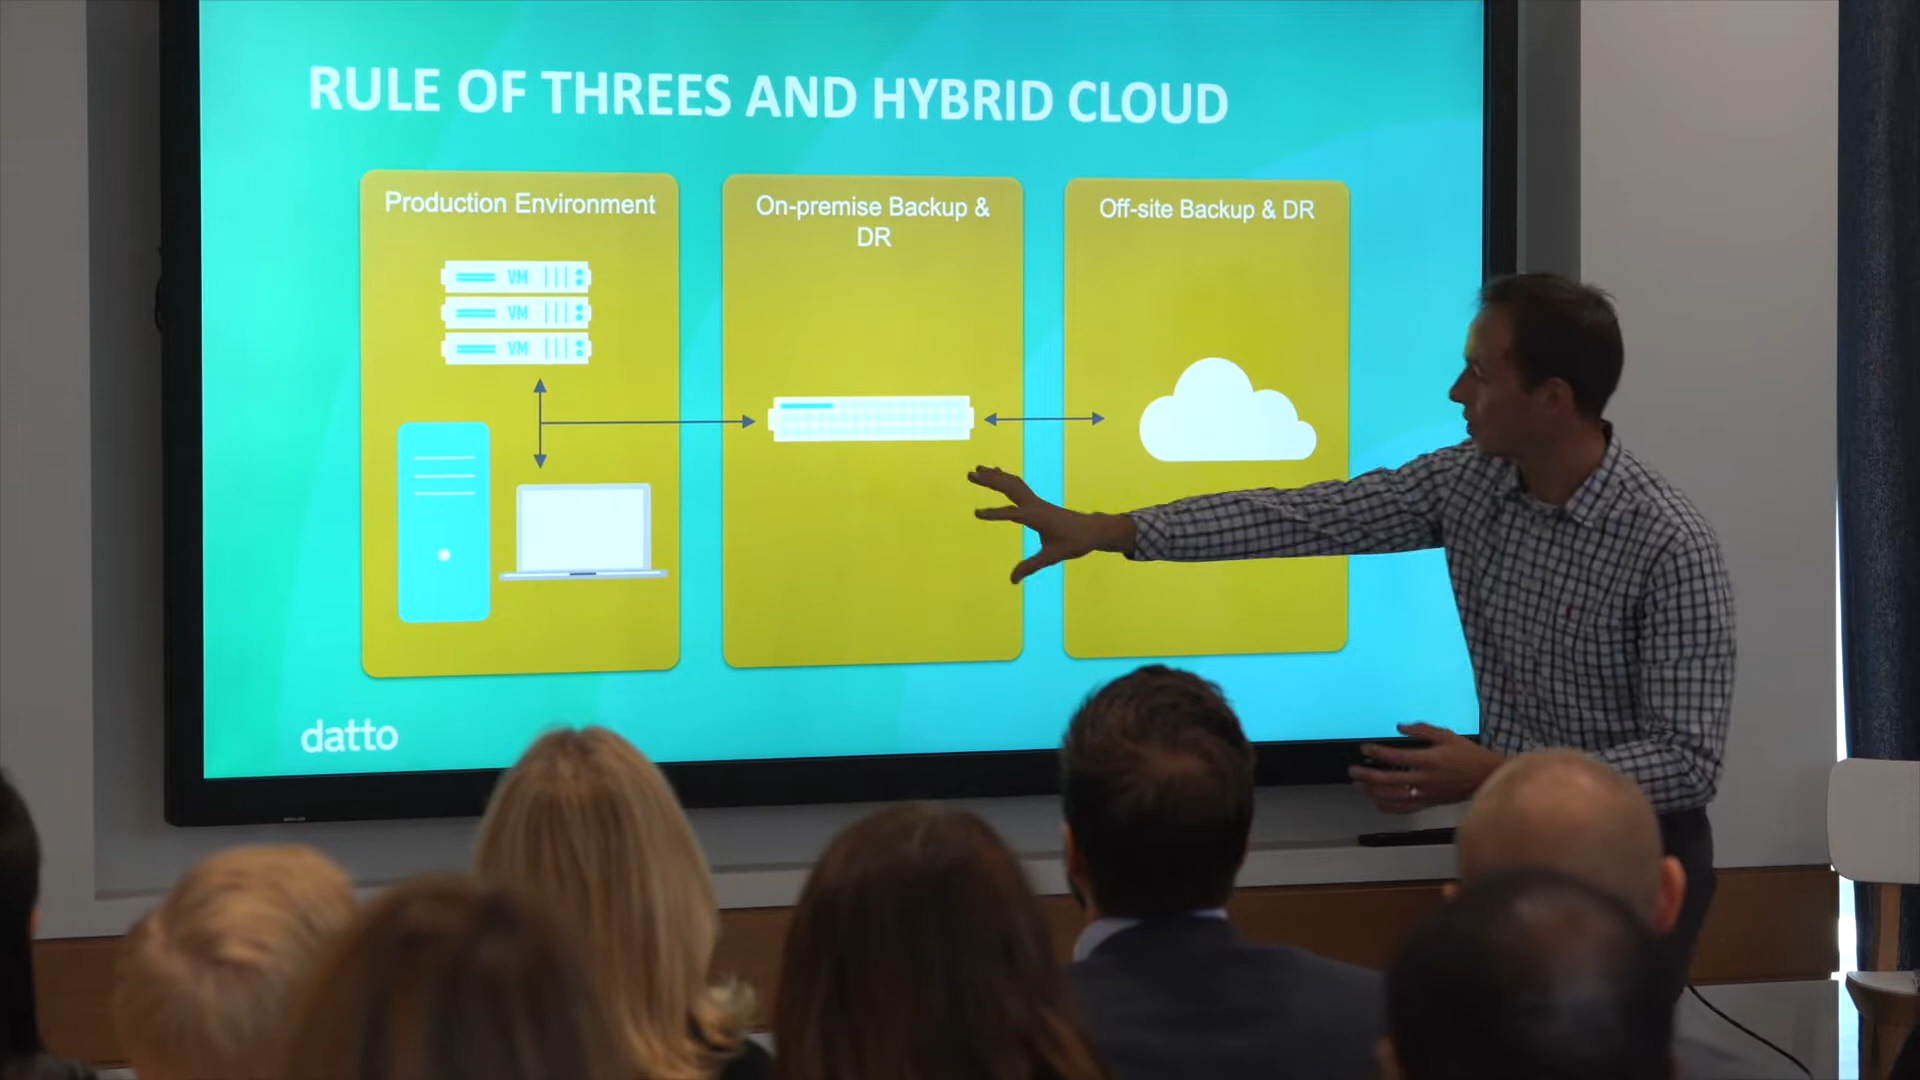 RULE OF THREES AND HYBRID CLOUD
Production Environment
VM
VM
VM
On-premise Backup &
DR
Off-site Backup & DR
datto